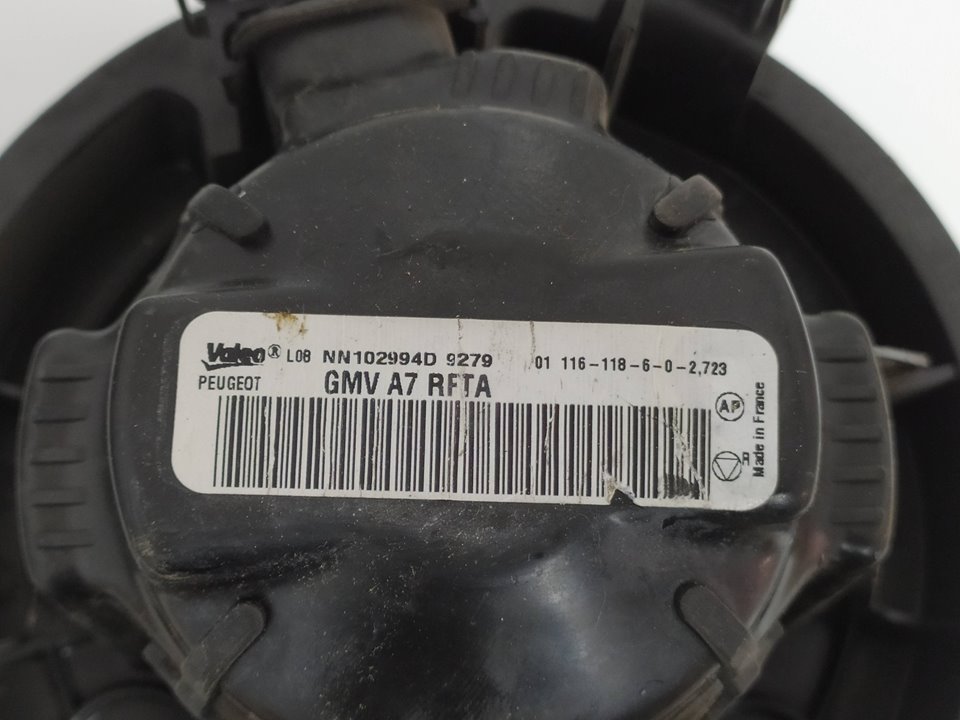 Valeo® L08 NN102994D 9279 01 116-118-6-0-2,723
PEUGEOT GMV A7 RFTA
AP
R
Made in France